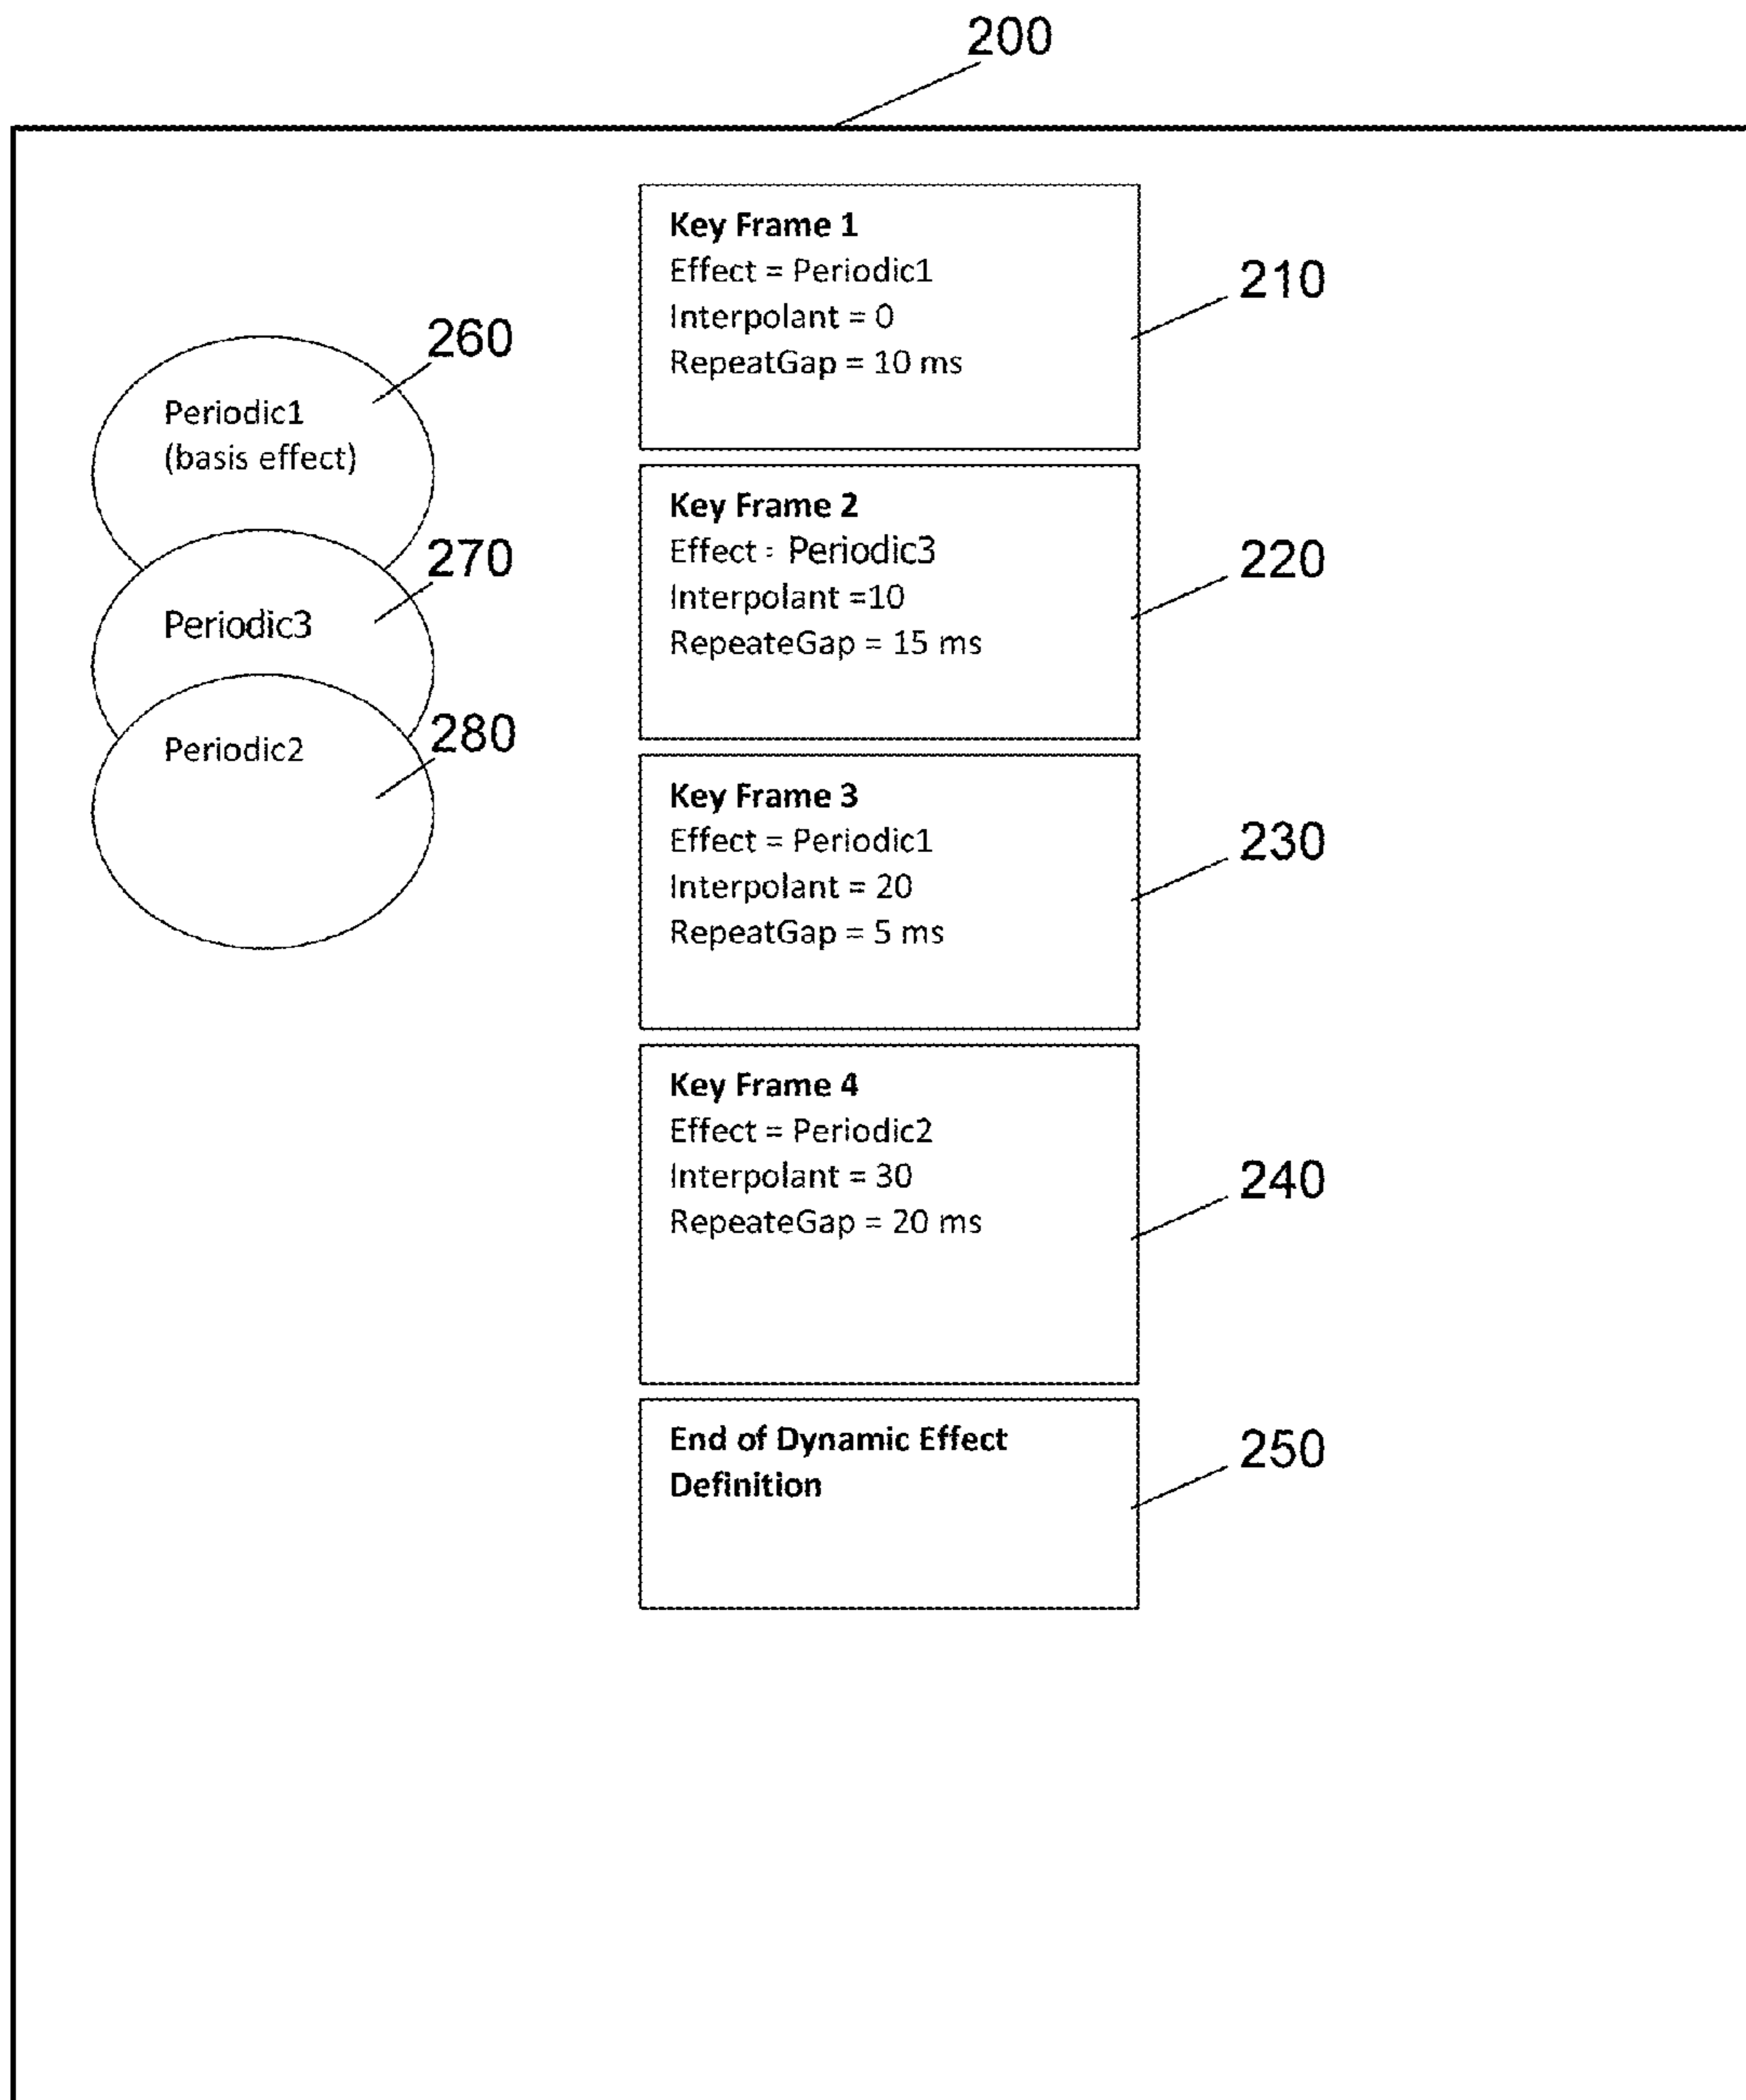 200
Key Frame 1
Effect = Periodic1
Interpolant = 0
RepeatGap = 10 ms
210
260
Periodic1
(basis effect)
Key Frame 2
Effect = Periodic3
Interpolant =10
RepeateGap = 15 ms
220
270
Periodic3
280
Periodic2
Key Frame 3
Effect = Periodic1
Interpolant = 20
RepeatGap = 5 ms
230
Key Frame 4
Effect = Periodic2
Interpolant = 30
RepeateGap = 20 ms
240
End of Dynamic Effect
Definition
250